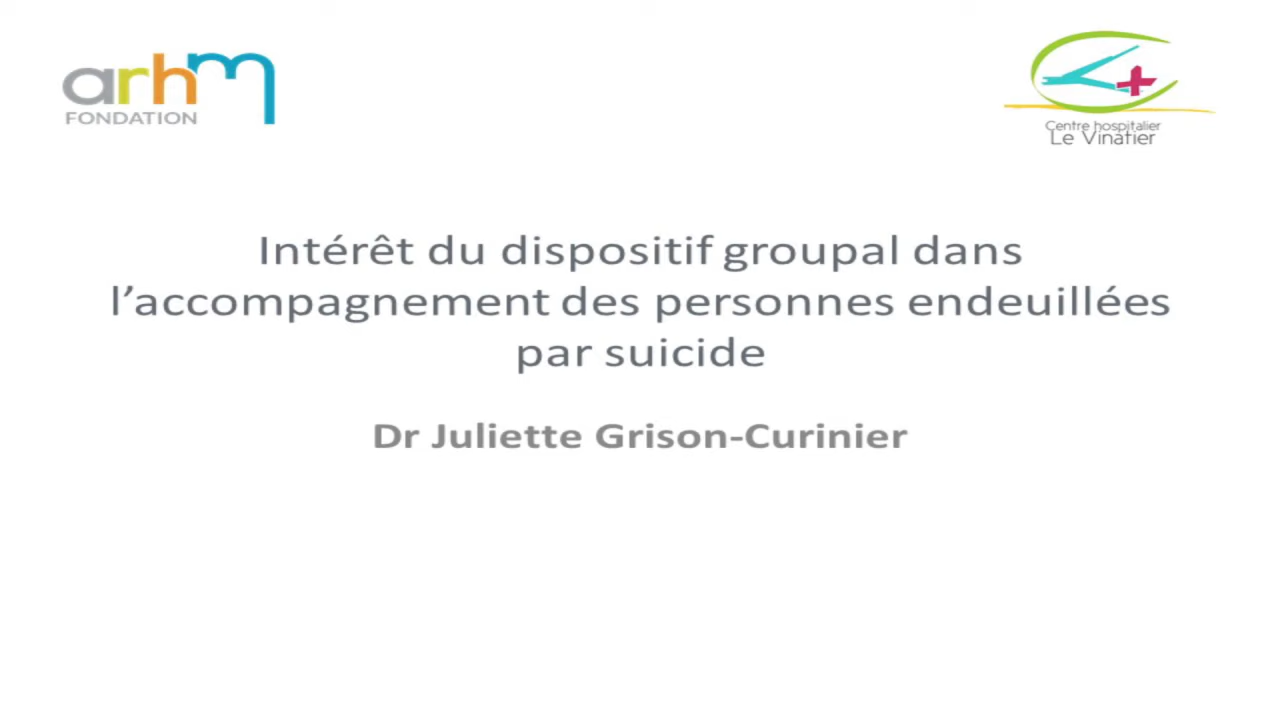 arhm
FONDATION
Centre hospitalier
Le Vinatier
Intérêt du dispositif groupal dans
l’accompagnement des personnes endeuillées
par suicide
Dr Juliette Grison-Curinier